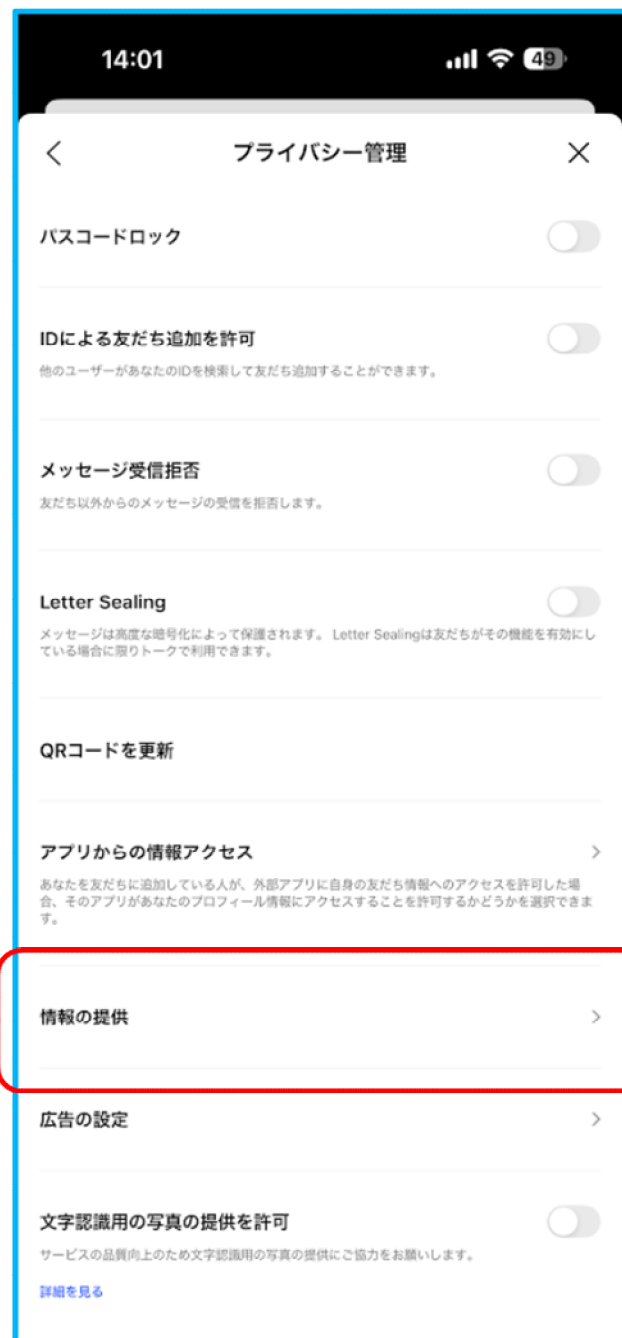 14:01
49
プライバシー管理
パスコードロック
IDによる友だち追加を許可
他のユーザーがあなたのIDを検索して友だち追加することができます。
メッセージ受信拒否
友だち以外からのメッセージの受信を拒否します。
Letter Sealing
メッセージは高度な暗号化によって保護されます。 Letter Sealingは友だちがその機能を有効にし
ている場合に限りトークで利用できます。
QRコードを更新
アプリからの情報アクセス
あなたを友だちに追加している人が、外部アプリに自身の友だち情報へのアクセスを許可した場
合、そのアプリがあなたのプロフィール情報にアクセスすることを許可するかどうかを選択できま
す。
情報の提供
広告の設定
文字認識用の写真の提供を許可
サービスの品質向上のため文字認識用の写真の提供にご協力をお願いします。
詳細を見る